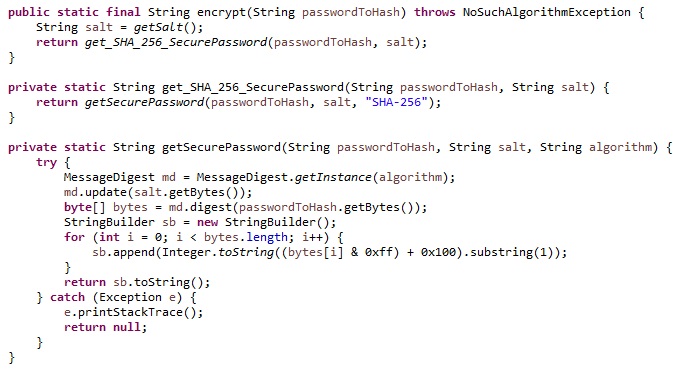 public static final String encrypt(String passwordToHash) throws NoSuchAlgorithmException {
    String salt = getSalt();
    return get_SHA_256_SecurePassword(passwordToHash, salt);
}

private static String get_SHA_256_SecurePassword(String passwordToHash, String salt) {
    return getSecurePassword(passwordToHash, salt, "SHA-256");
}

private static String getSecurePassword(String passwordToHash, String salt, String algorithm) {
    try {
        MessageDigest md = MessageDigest.getInstance(algorithm);
        md.update(salt.getBytes());
        byte[] bytes = md.digest(passwordToHash.getBytes());
        StringBuilder sb = new StringBuilder();
        for (int i = 0; i < bytes.length; i++) {
            sb.append(Integer.toString((bytes[i] & 0xff) + 0x100).substring(1));
        }
        return sb.toString();
    } catch (Exception e) {
        e.printStackTrace();
        return null;
    }
}